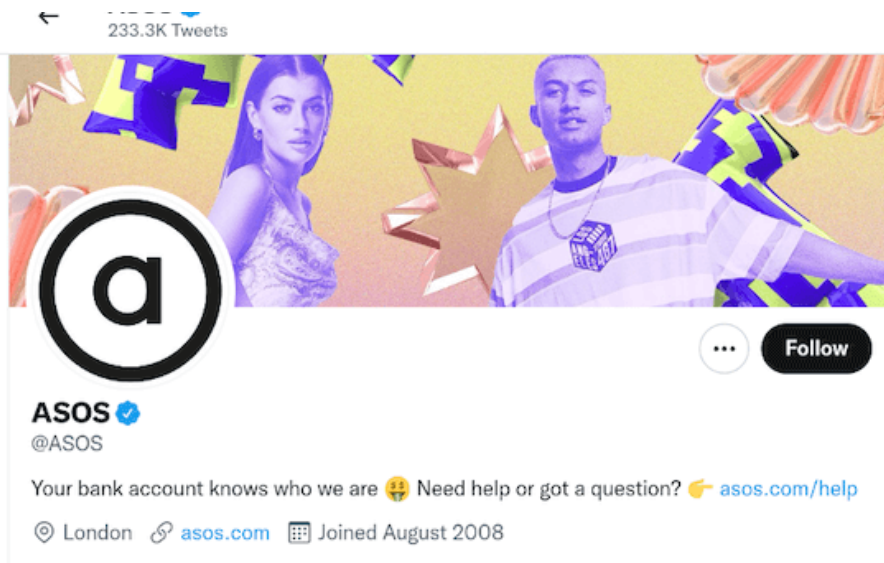 233.3K Tweets
a
Follow
ASOS
@ASOS
Your bank account knows who we are 🤑 Need help or got a question? 👉 asos.com/help
London asos.com Joined August 2008